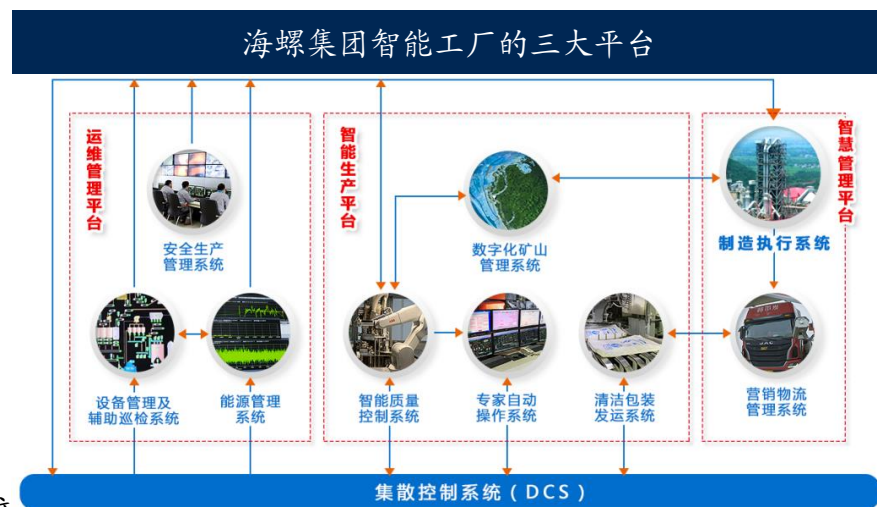 海螺集团智能工厂的三大平台
运维管理平台
智能生产平台
智慧管理平台
安全生产
管理系统
数字化矿山
管理系统
制造执行系统
设备管理及
辅助巡检系统
能源管理
系统
智能质量
控制系统
专家自动
操作系统
清洁包装
发运系统
营销物流
管理系统
集散控制系统(DCS)